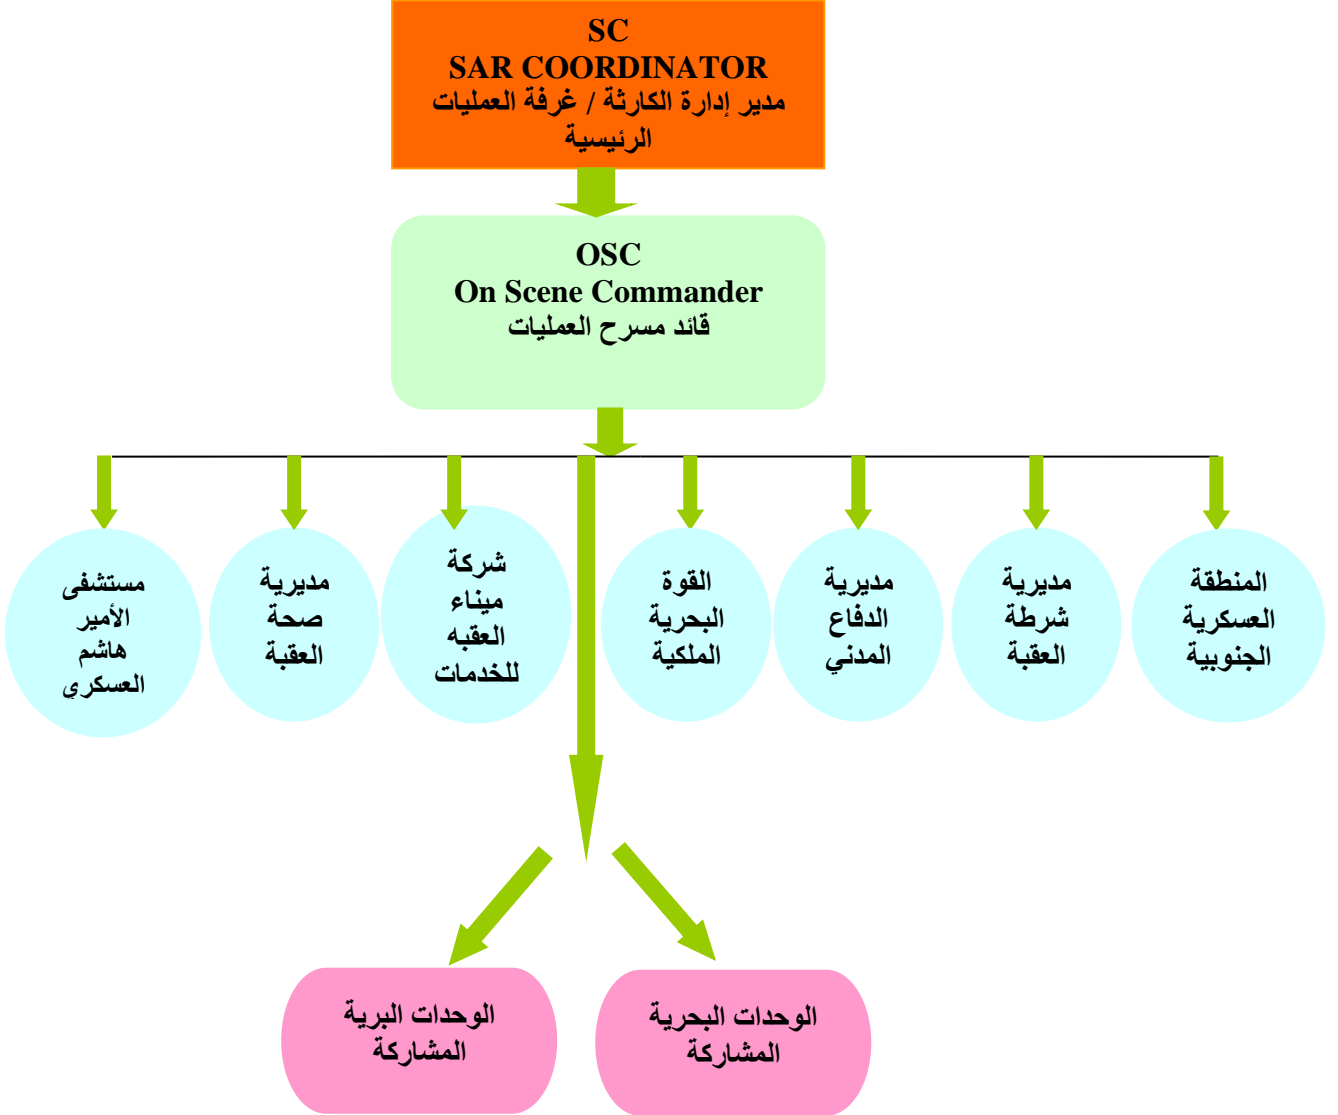 SC
SAR COORDINATOR
مدير إدارة الكارثة / غرفة العمليات
الرئيسية
OSC
On Scene Commander
قائد مسرح العمليات
المنطقة
العسكرية
الجنوبية
مديرية
شرطة
العقبة
مديرية
الدفاع
المدني
القوة
البحرية
الملكية
شركة
ميناء
العقبه
للخدمات
مديرية
صحة
العقبة
مستشفى
الأمير
هاشم
العسكري
الوحدات البحرية
المشاركة
الوحدات البرية
المشاركة